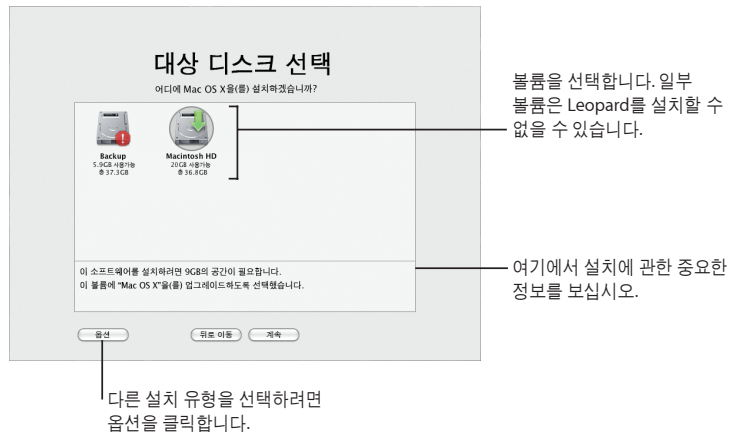 대상 디스크 선택
어디에 Mac OS X을(를) 설치하겠습니까?
Backup
5.9GB 사용가능
총 37.3GB
Macintosh HD
20GB 사용가능
총 36.8GB
이 소프트웨어를 설치하려면 9GB의 공간이 필요합니다.
이 볼륨에 “Mac OS X”을(를) 업그레이드하도록 선택했습니다.
옵션
뒤로 이동
계속
볼륨을 선택합니다. 일부
볼륨은 Leopard를 설치할 수
없을 수 있습니다.
여기에서 설치에 관한 중요한
정보를 보십시오.
다른 설치 유형을 선택하려면
옵션을 클릭합니다.